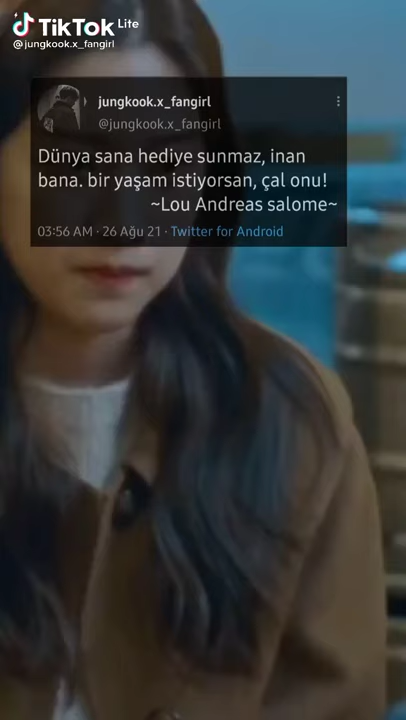 TikTok Lite
@jungkook.x_fangirl
jungkook.x_fangirl
@jungkook.x_fangirl
Dünya sana hediye sunmaz, inan
bana. bir yaşam istiyorsan, çal onu!
~Lou Andreas salome~
03:56 AM · 26 Ağu 21 · Twitter for Android